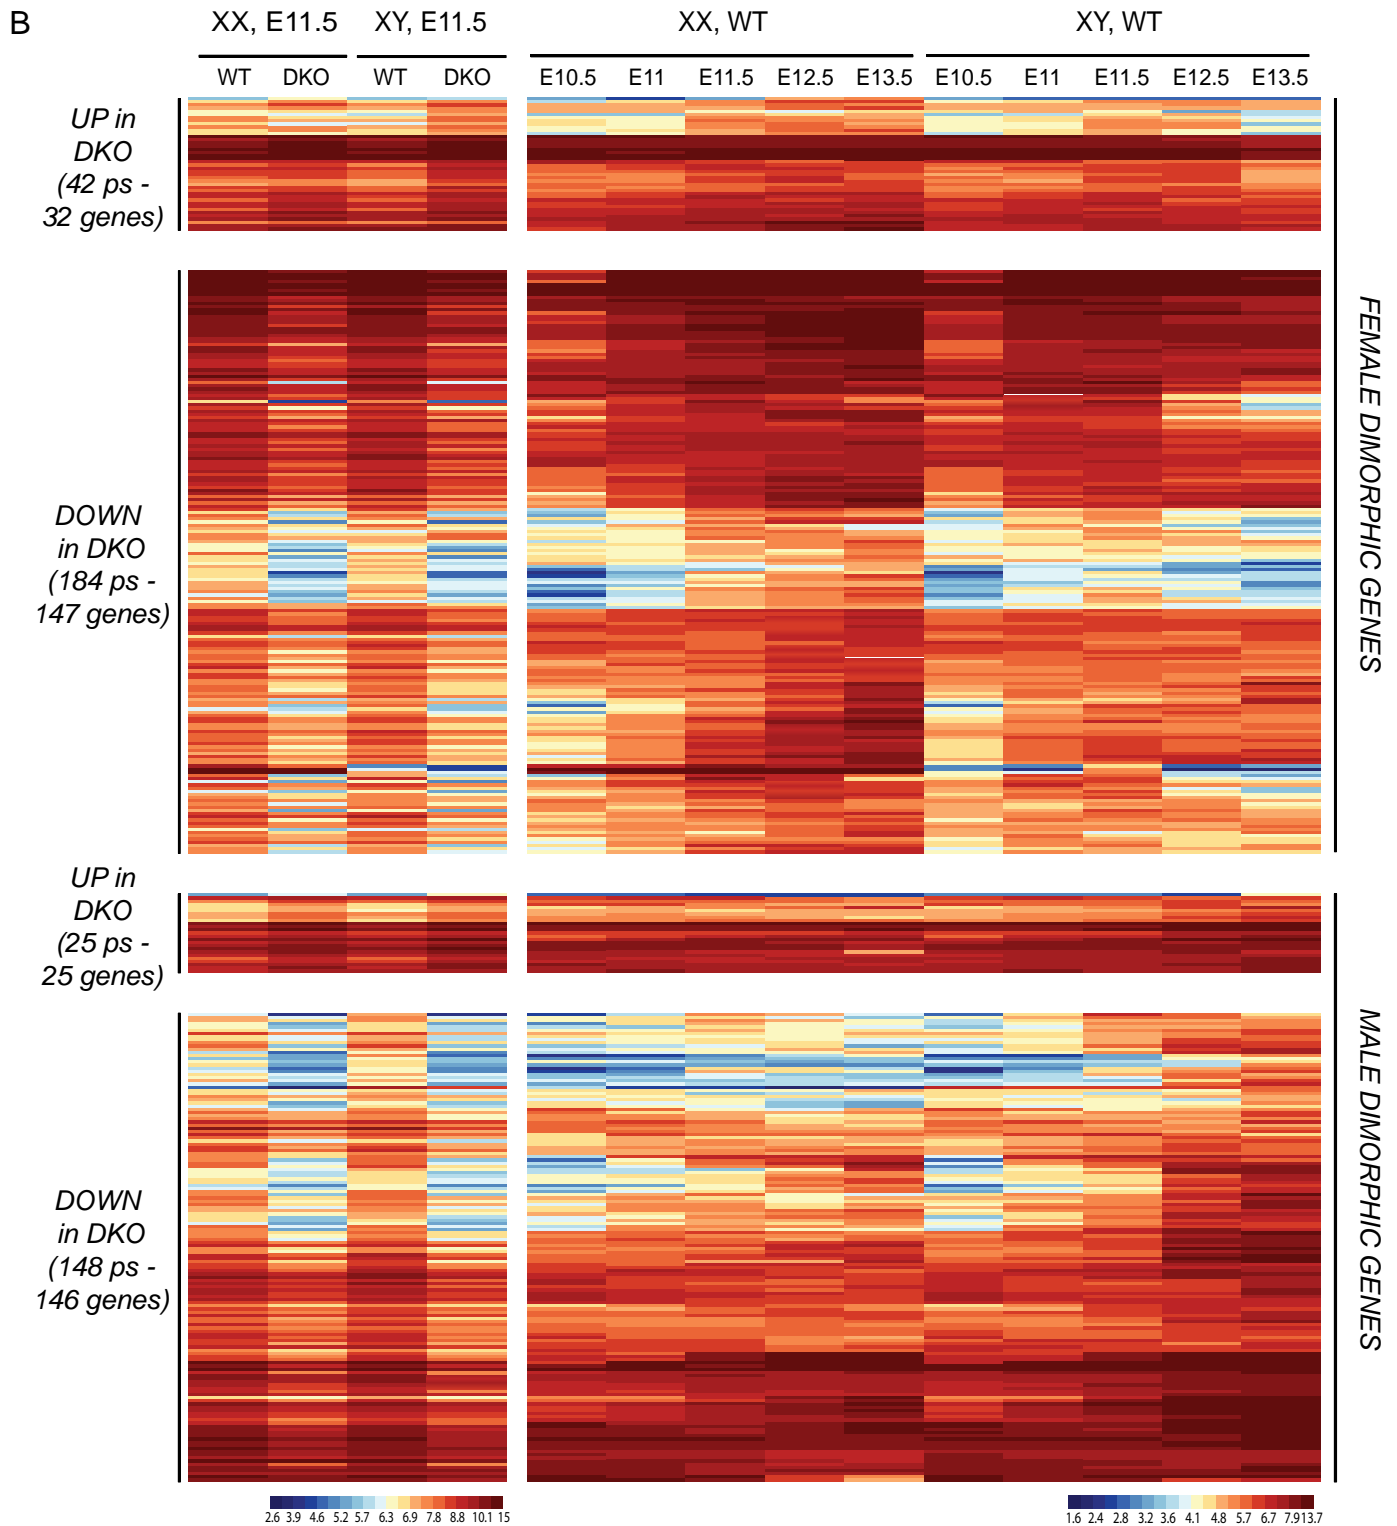 B
XX, E11.5 XY, E11.5 XX, WT XY, WT
WT DKO WT DKO E10.5 E11 E11.5 E12.5 E13.5 E10.5 E11 E11.5 E12.5 E13.5
UP in
DKO
(42 ps -
32 genes)
FEMALE DIMORPHIC GENES
DOWN
in DKO
(184 ps -
147 genes)
UP in
DKO
(25 ps -
25 genes)
MALE DIMORPHIC GENES
DOWN
in DKO
(148 ps -
146 genes)
2.6 3.9 4.6 5.2 5.7 6.3 6.9 7.8 8.8 10.1 15
1.6 2.4 2.8 3.2 3.6 4.1 4.8 5.7 6.7 7.9 13.7